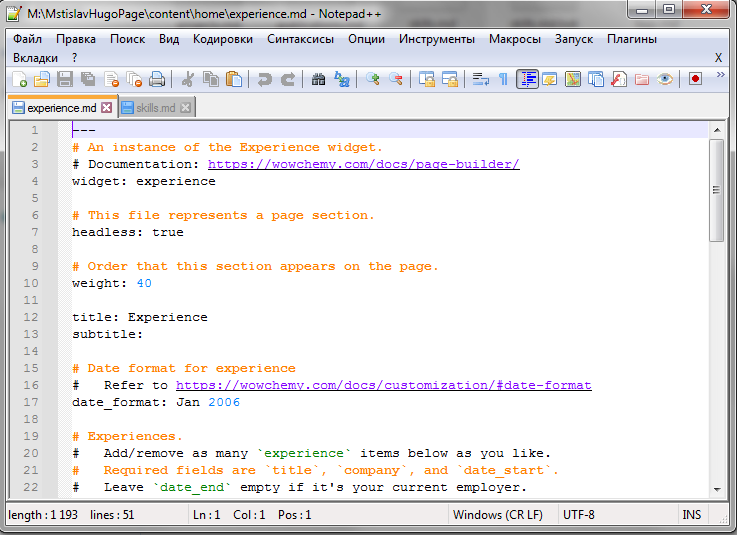 M:\MstislavHugoPage\content\home\experience.md - Notepad++
Файл Правка Поиск Вид Кодировки Синтаксисы Опции Инструменты Макросы Запуск Плагины
Вкладки ? X
experience.md skills.md
1 ---
2 # An instance of the Experience widget.
3 # Documentation: https://wowchemy.com/docs/page-builder/
4 widget: experience
5
6 # This file represents a page section.
7 headless: true
8
9 # Order that this section appears on the page.
10 weight: 40
11
12 title: Experience
13 subtitle:
14
15 # Date format for experience
16 #   Refer to https://wowchemy.com/docs/customization/#date-format
17 date_format: Jan 2006
18
19 # Experiences.
20 #   Add/remove as many `experience` items below as you like.
21 #   Required fields are `title`, `company`, and `date_start`.
22 #   Leave `date_end` empty if it's your current employer.
length : 1 193 lines : 51 Ln : 1 Col : 1 Pos : 1 Windows (CR LF) UTF-8 INS